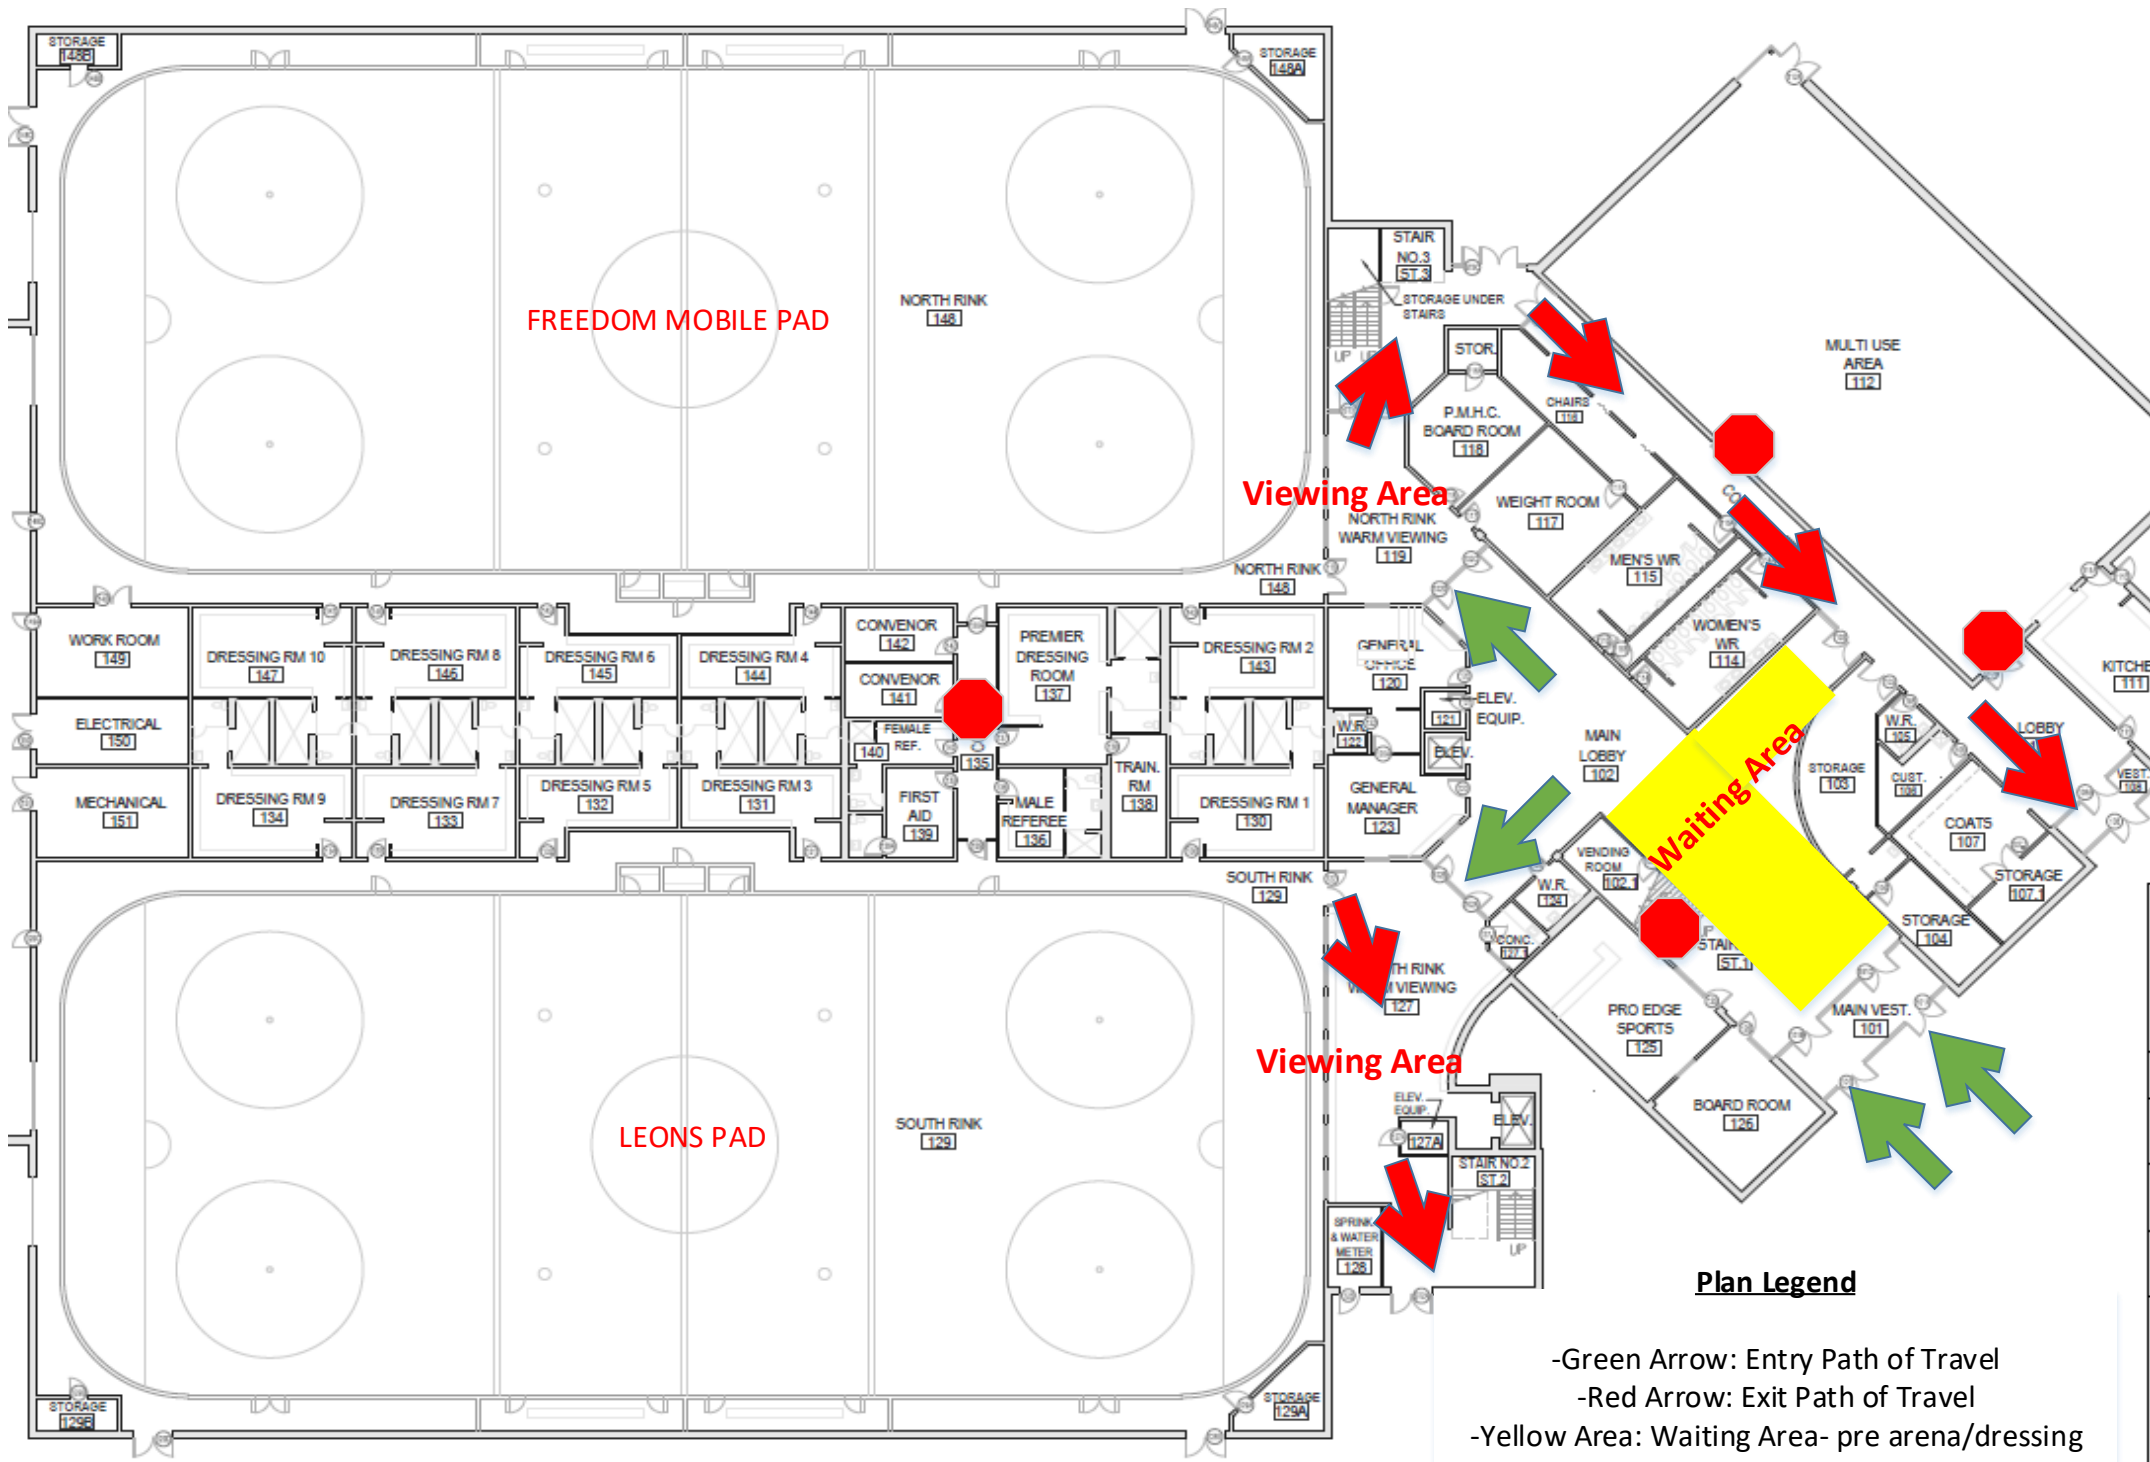 STORAGE
148B
STORAGE
148A
STAIR
NO.3
ST.3
STORAGE UNDER
STAIRS
UP
FREEDOM MOBILE PAD
NORTH RINK
148
MULTI USE
AREA
112
STOR.
CHAIRS
116
P.M.H.C.
BOARD ROOM
118
Viewing Area
WEIGHT ROOM
117
NORTH RINK
WARM VIEWING
119
MEN'S WR
115
NORTH RINK
148
WORK ROOM
149
DRESSING RM 10
147
DRESSING RM 8
146
DRESSING RM 6
145
DRESSING RM 4
144
CONVENOR
142
CONVENOR
141
PREMIER
DRESSING
ROOM
137
DRESSING RM 2
143
GENERAL
OFFICE
120
WOMEN'S
WR
114
KITCHE
111
ELEV.
EQUIP.
121
ELECTRICAL
150
FEMALE
REF.
140
135
W.R.
122
ELEV.
MAIN
LOBBY
102
Waiting Area
W.R.
105
LOBBY
STORAGE
103
CUST.
106
VEST.
109
MECHANICAL
151
DRESSING RM 9
134
DRESSING RM 7
133
DRESSING RM 5
132
DRESSING RM 3
131
FIRST
AID
139
MALE
REFEREE
136
TRAIN.
RM
138
DRESSING RM 1
130
GENERAL
MANAGER
123
COATS
107
VENDING
ROOM
102.1
STORAGE
107.1
SOUTH RINK
129
W.R.
124
STORAGE
104
CONC.
127.1
ST.1
TH RINK
M VIEWING
127
PRO EDGE
SPORTS
125
MAIN VEST.
101
Viewing Area
ELEV.
EQUIP.
127A
ELEV.
BOARD ROOM
126
LEONS PAD
SOUTH RINK
129
STAIR NO.2
ST.2
UP
SPRINK.
& WATER
METER
128
STORAGE
129B
STORAGE
129A
Plan Legend
-Green Arrow: Entry Path of Travel
-Red Arrow: Exit Path of Travel
-Yellow Area: Waiting Area- pre arena/dressing